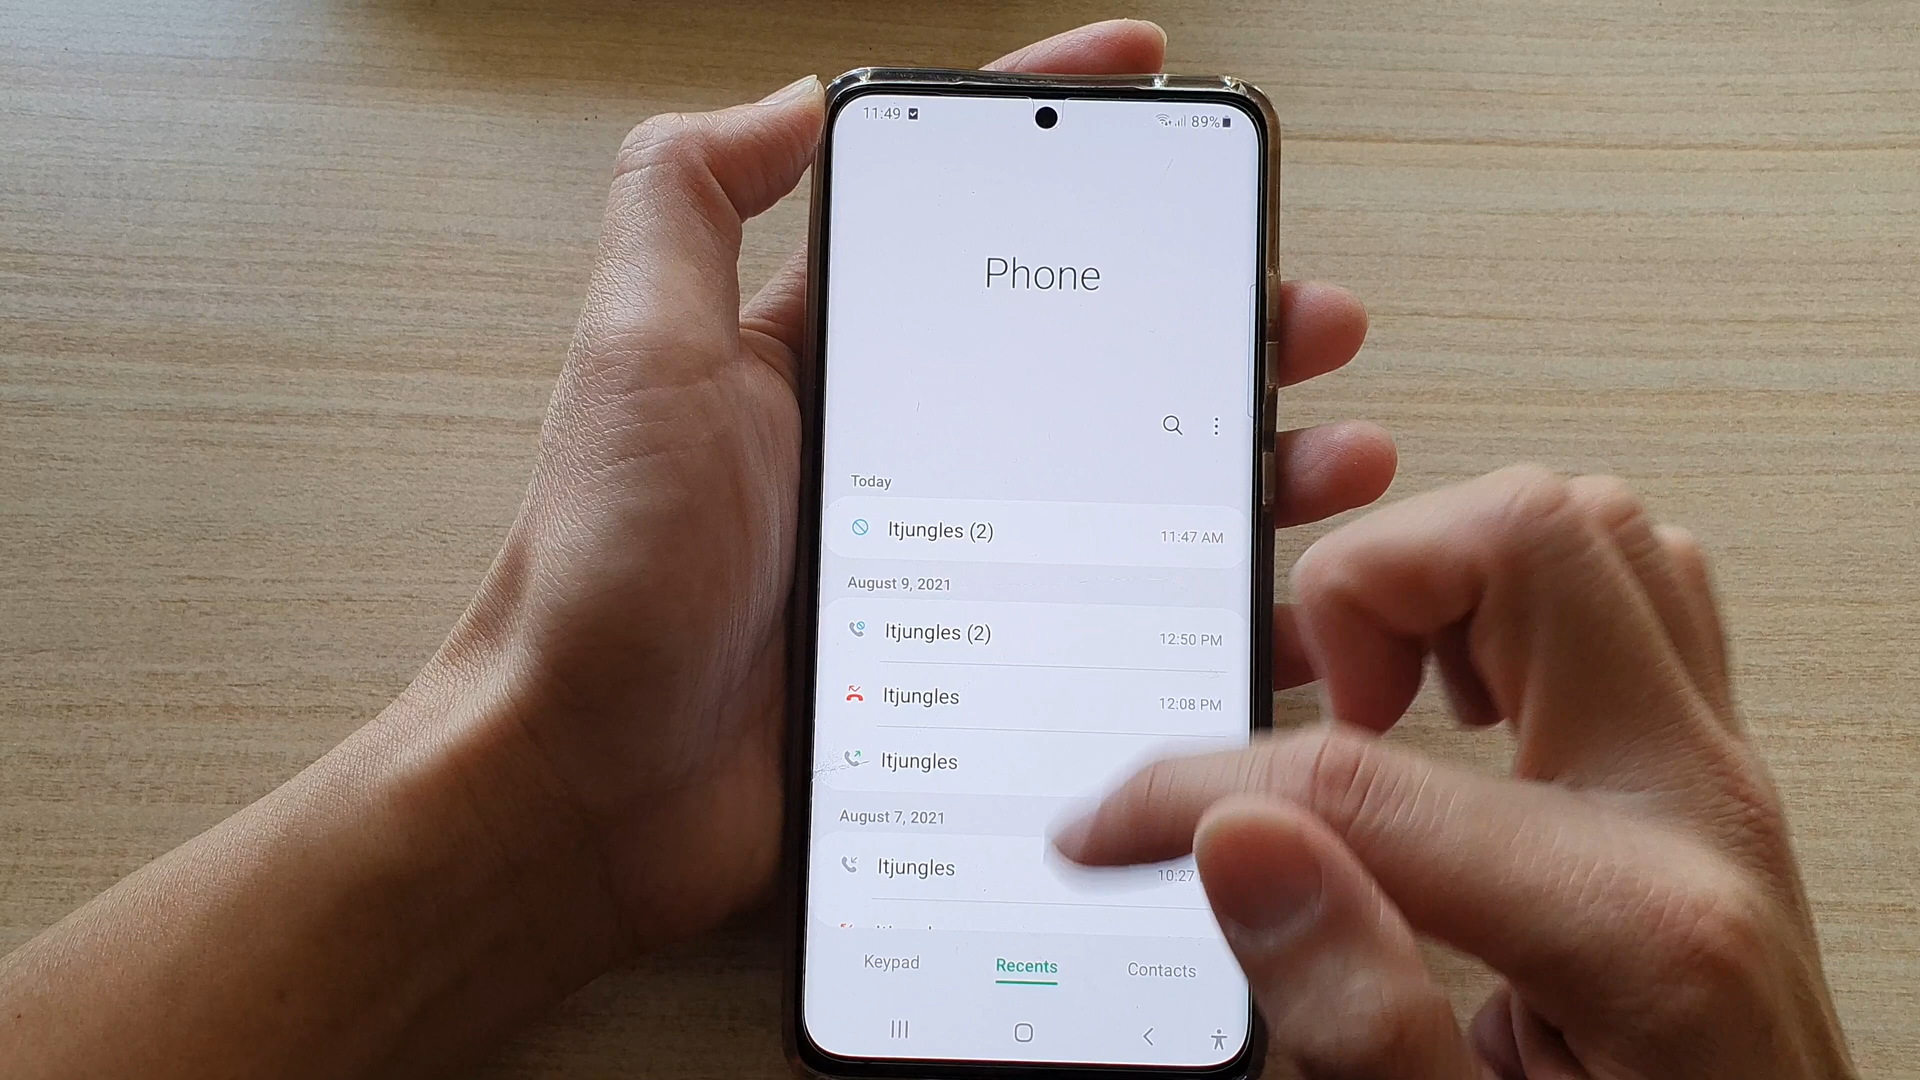 11:49
89%
Phone
Today
Itjungles (2)
11:47 AM
August 9, 2021
Itjungles (2)
12:50 PM
Itjungles
12:08 PM
Itjungles
August 7, 2021
Itjungles
10:27
Keypad
Recents
Contacts